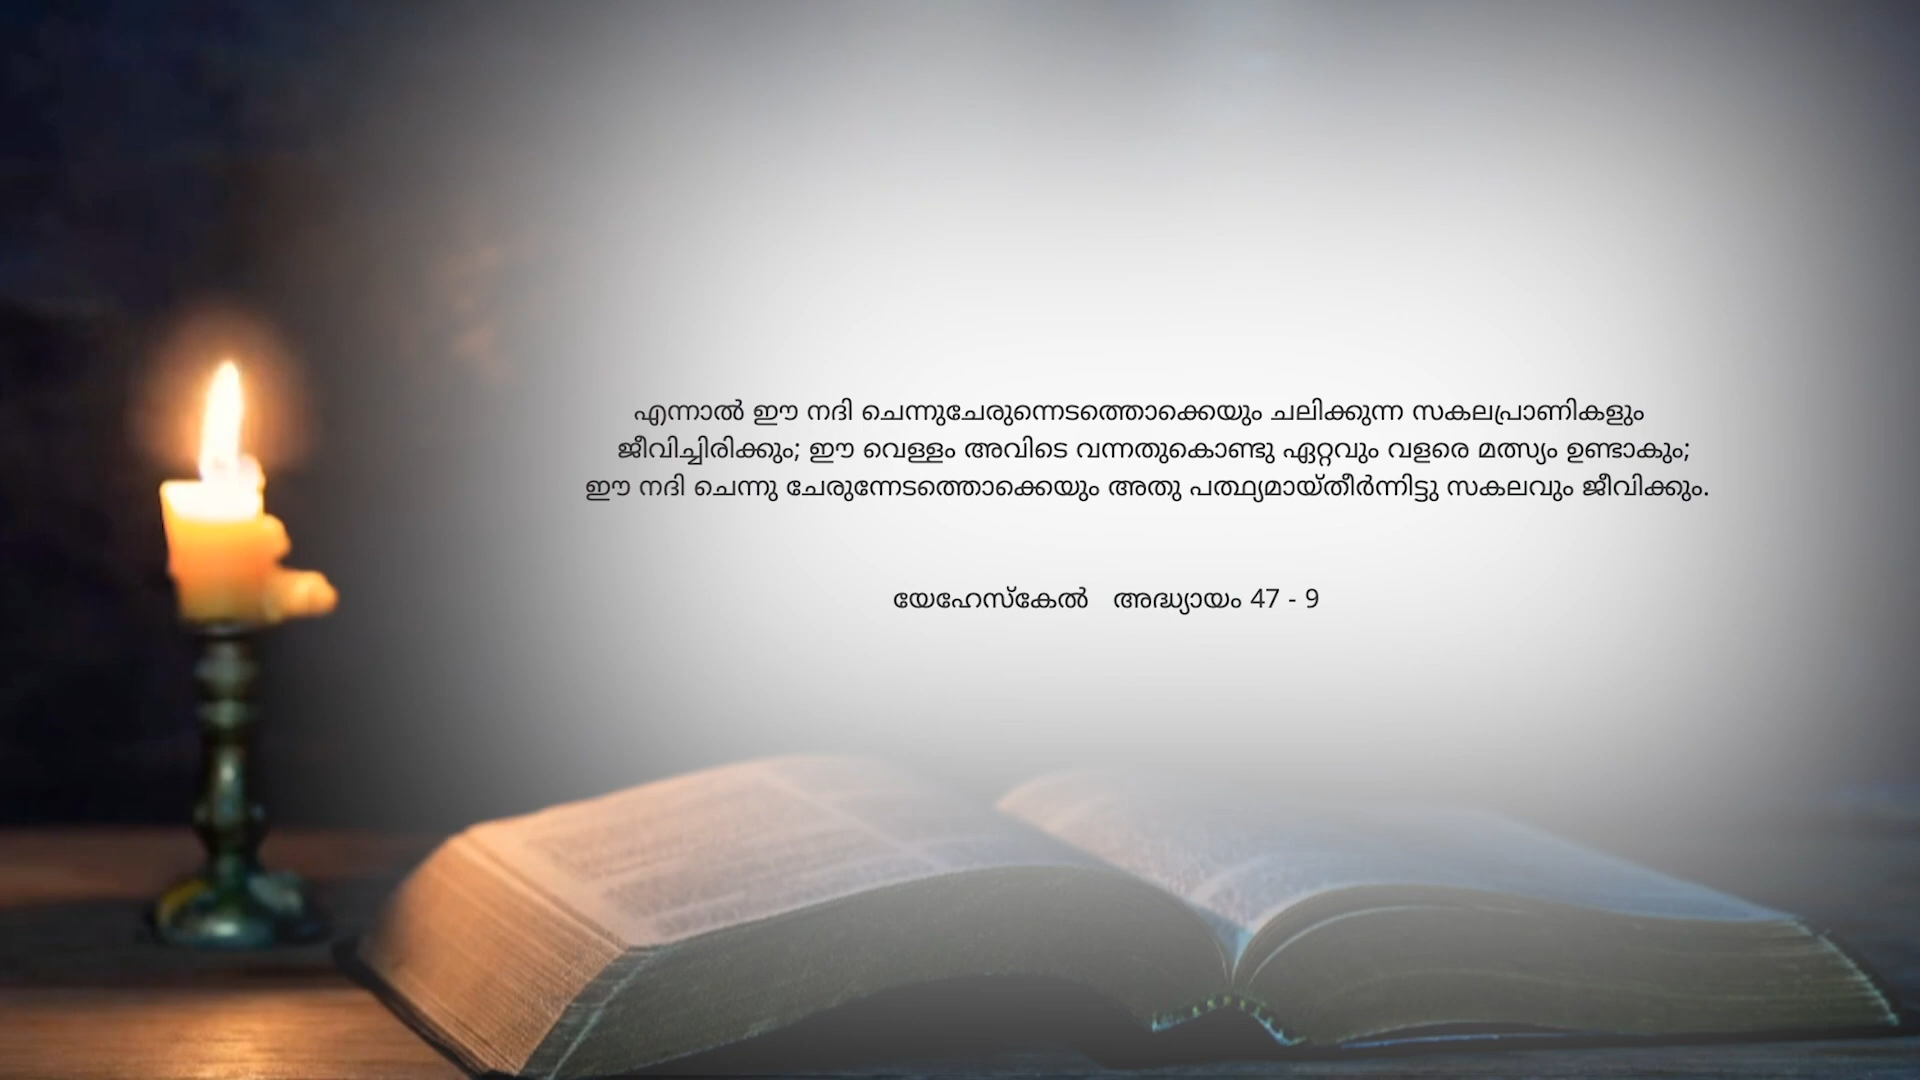 എന്നാൽ ഈ നദി ചെന്നുചേരുന്നെടത്തൊക്കെയും ചലിക്കുന്ന സകലപ്രാണികളും
ജീവിച്ചിരിക്കും; ഈ വെള്ളം അവിടെ വന്നതുകൊണ്ടു ഏറ്റവും വളരെ മത്സ്യം ഉണ്ടാകും;
ഈ നദി ചെന്നു ചേരുന്നേടത്തൊക്കെയും അതു പത്ഥ്യമായ്തീർന്നിട്ടു സകലവും ജീവിക്കും.
യേഹേസ്കേൽ അദ്ധ്യായം 47 - 9